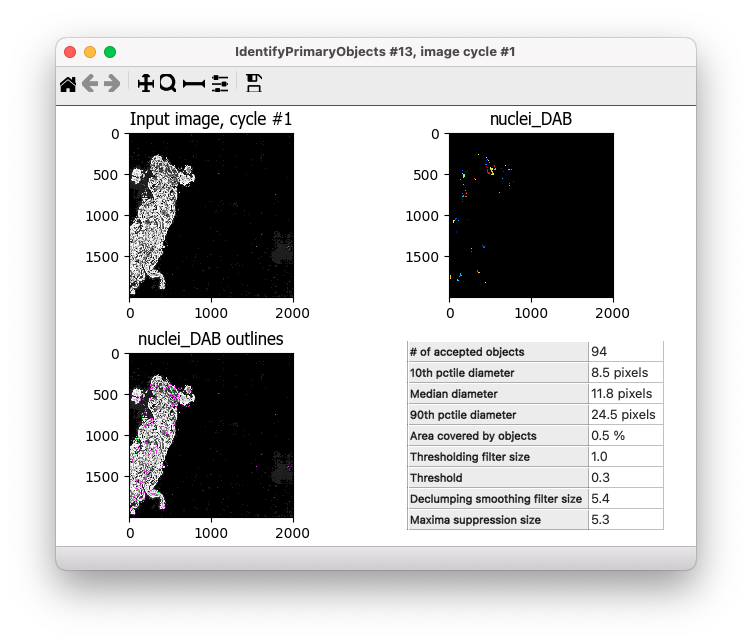 IdentifyPrimaryObjects #13, image cycle #1
Input image, cycle #1
0
500
1000
1500
0 1000 2000
nuclei_DAB
0
500
1000
1500
0 1000 2000
nuclei_DAB outlines
0
500
1000
1500
0 1000 2000
# of accepted objects 94
10th pctile diameter 8.5 pixels
Median diameter 11.8 pixels
90th pctile diameter 24.5 pixels
Area covered by objects 0.5 %
Thresholding filter size 1.0
Threshold 0.3
Declumping smoothing filter size 5.4
Maxima suppression size 5.3